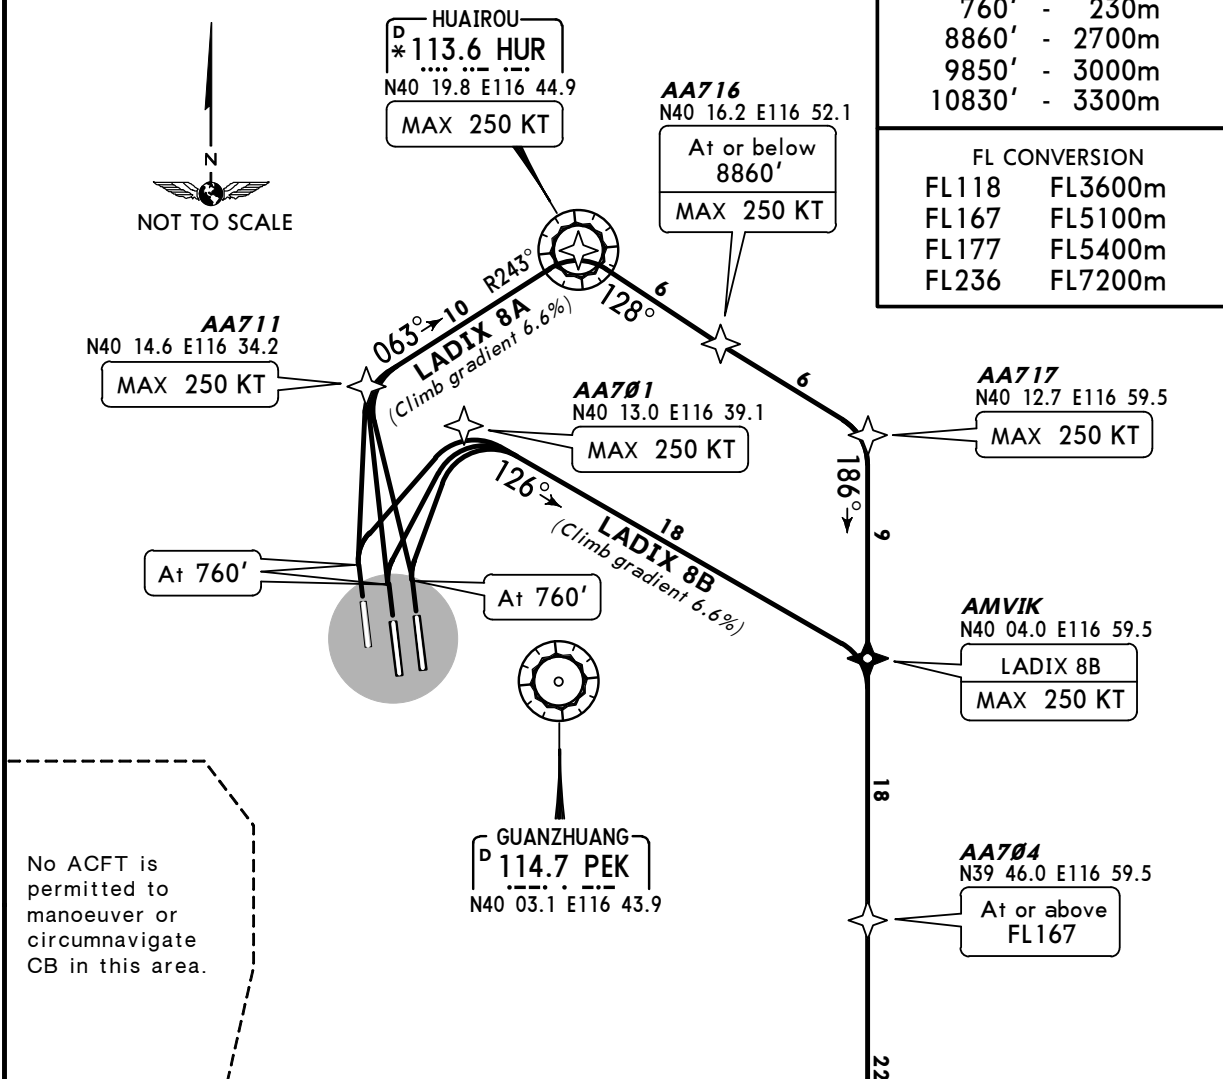 HUAIROU
D
* 113.6 HUR
N40 19.8 E116 44.9
MAX 250 KT
760' - 230m
8860' - 2700m
9850' - 3000m
10830' - 3300m
FL CONVERSION
FL118 FL3600m
FL167 FL5100m
FL177 FL5400m
FL236 FL7200m
N
NOT TO SCALE
AA716
N40 16.2 E116 52.1
At or below
8860'
MAX 250 KT
AA711
N40 14.6 E116 34.2
MAX 250 KT
063° 10 R243°
LADIX 8A
(Climb gradient 6.6%)
128°
6
6
AA7Ø1
N40 13.0 E116 39.1
MAX 250 KT
AA717
N40 12.7 E116 59.5
MAX 250 KT
126°
18
LADIX 8B
(Climb gradient 6.6%)
186°
9
At 760'
At 760'
AMVIK
N40 04.0 E116 59.5
LADIX 8B
MAX 250 KT
18
GUANZHUANG
D 114.7 PEK
N40 03.1 E116 43.9
AA7Ø4
N39 46.0 E116 59.5
At or above
FL167
No ACFT is
permitted to
manoeuver or
circumnavigate
CB in this area.
22